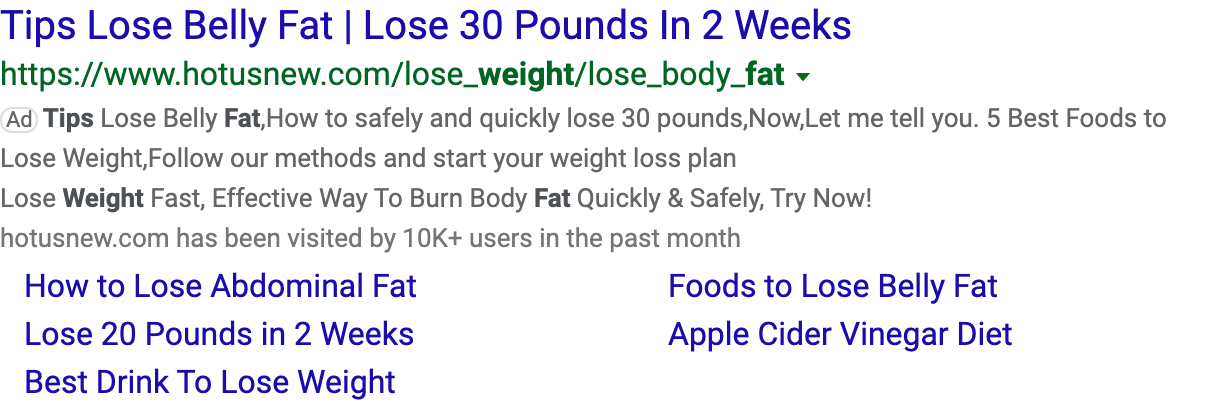 Tips Lose Belly Fat | Lose 30 Pounds In 2 Weeks
https://www.hotusnew.com/lose_weight/lose_body_fat
Ad Tips Lose Belly Fat,How to safely and quickly lose 30 pounds,Now,Let me tell you. 5 Best Foods to
Lose Weight,Follow our methods and start your weight loss plan
Lose Weight Fast, Effective Way To Burn Body Fat Quickly & Safely, Try Now!
hotusnew.com has been visited by 10K+ users in the past month
How to Lose Abdominal Fat
Foods to Lose Belly Fat
Lose 20 Pounds in 2 Weeks
Apple Cider Vinegar Diet
Best Drink To Lose Weight